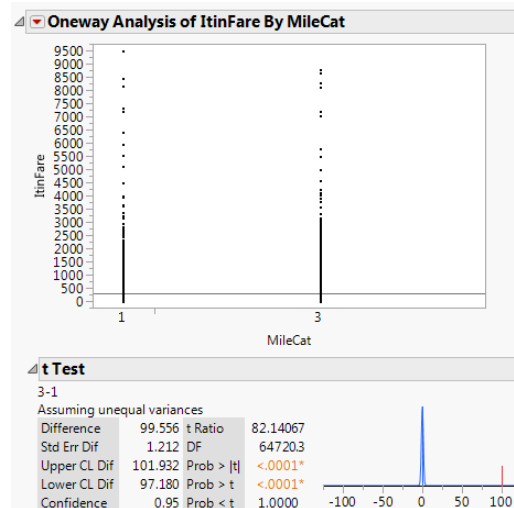 Oneway Analysis of ItinFare By MileCat
9500
9000
8500
8000
7500
7000
6500
6000
5500
5000
4500
4000
3500
3000
2500
2000
1500
1000
500
0
ItinFare
1 3
MileCat
t Test
3-1
Assuming unequal variances
Difference 99.556 t Ratio 82.14067
Std Err Dif 1.212 DF 64720.3
Upper CL Dif 101.932 Prob > |t| <.0001*
Lower CL Dif 97.180 Prob > t <.0001*
Confidence 0.95 Prob < t 1.0000
-100 -50 0 50 100